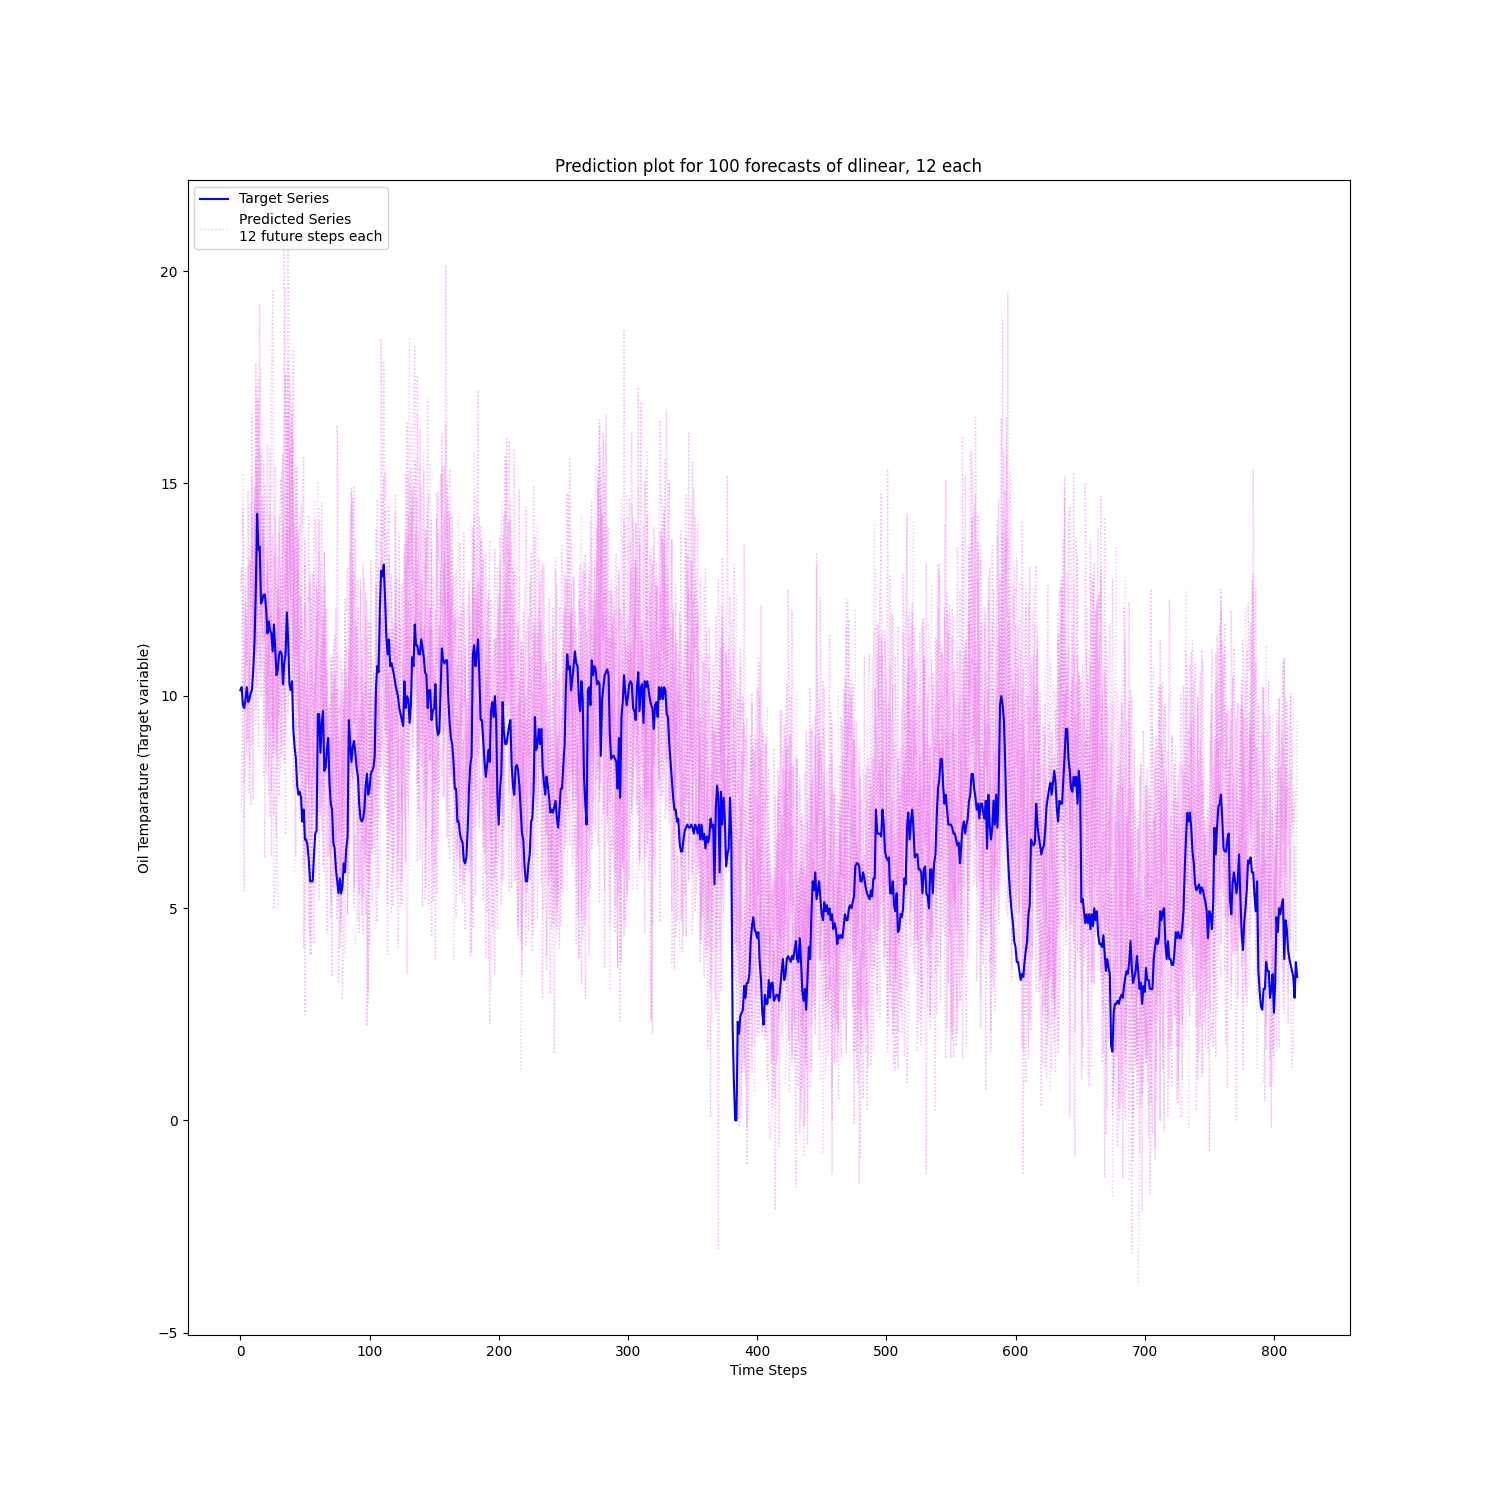 Prediction plot for 100 forecasts of dlinear, 12 each
Target Series
Predicted Series
12 future steps each
Oil Temparature (Target variable)
20
15
10
5
0
−5
0 100 200 300 400 500 600 700 800
Time Steps